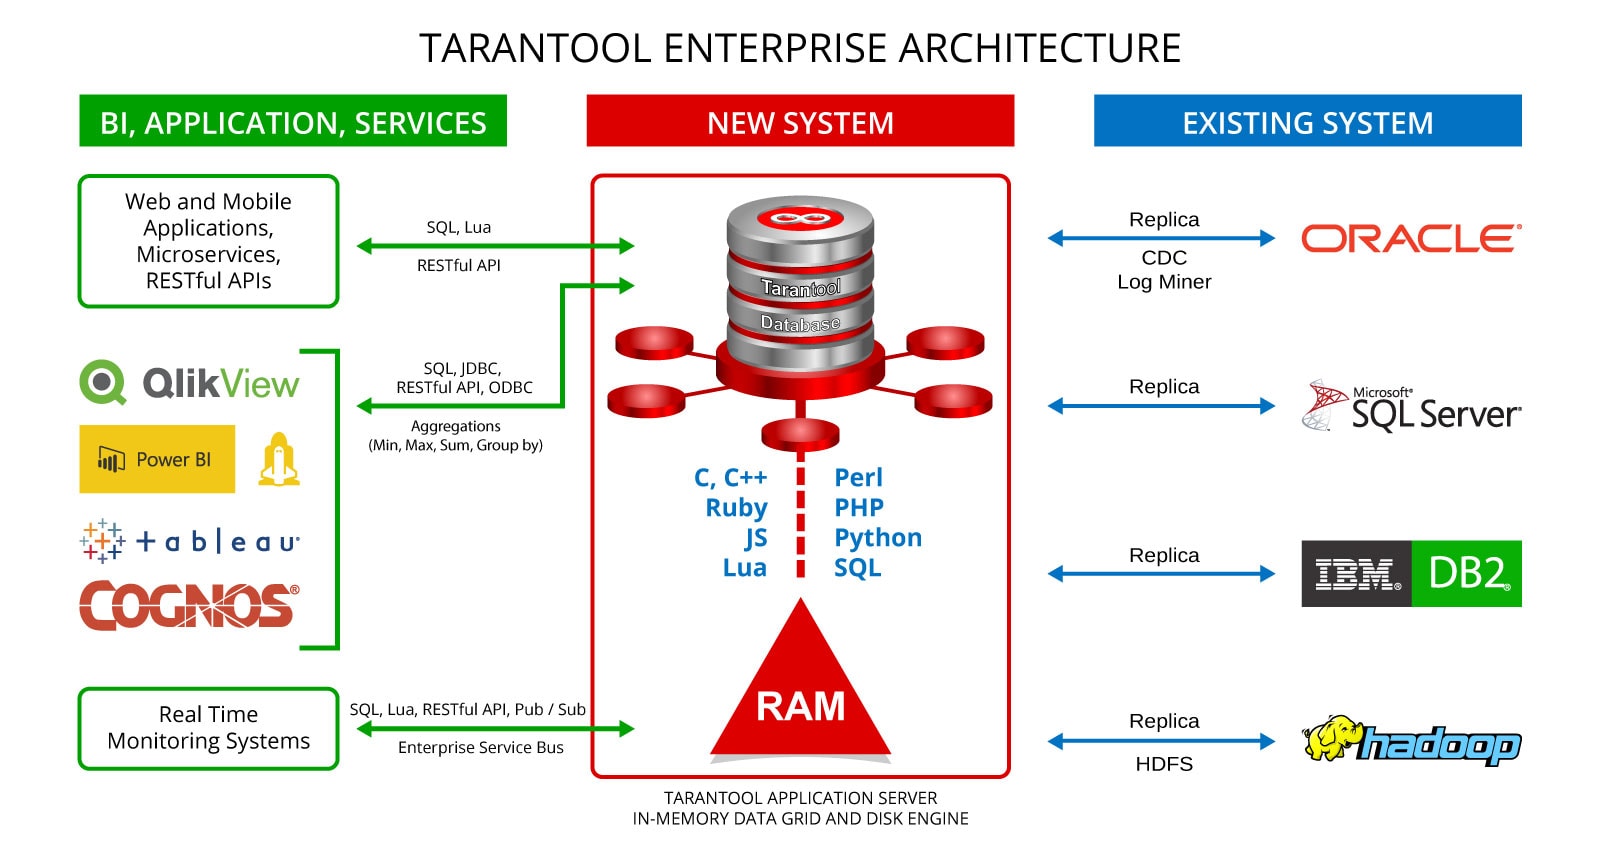 TARANTOOL ENTERPRISE ARCHITECTURE
BI, APPLICATION, SERVICES
Web and Mobile
Applications,
Microservices,
RESTful APIs
SQL, Lua
RESTful API
QlikView
Power BI
+ableau®
COGNOS®
SQL, JDBC,
RESTful API, ODBC
Aggregations
(Min, Max, Sum, Group by)
Real Time
Monitoring Systems
SQL, Lua, RESTful API, Pub / Sub
Enterprise Service Bus
NEW SYSTEM
Tarantool
Database
C, C++
Ruby
JS
Lua
Perl
PHP
Python
SQL
RAM
TARANTOOL APPLICATION SERVER
IN-MEMORY DATA GRID AND DISK ENGINE
EXISTING SYSTEM
Replica
CDC
Log Miner
ORACLE®
Replica
Microsoft®
SQL Server®
Replica
IBM® DB2®
Replica
HDFS
hadoop